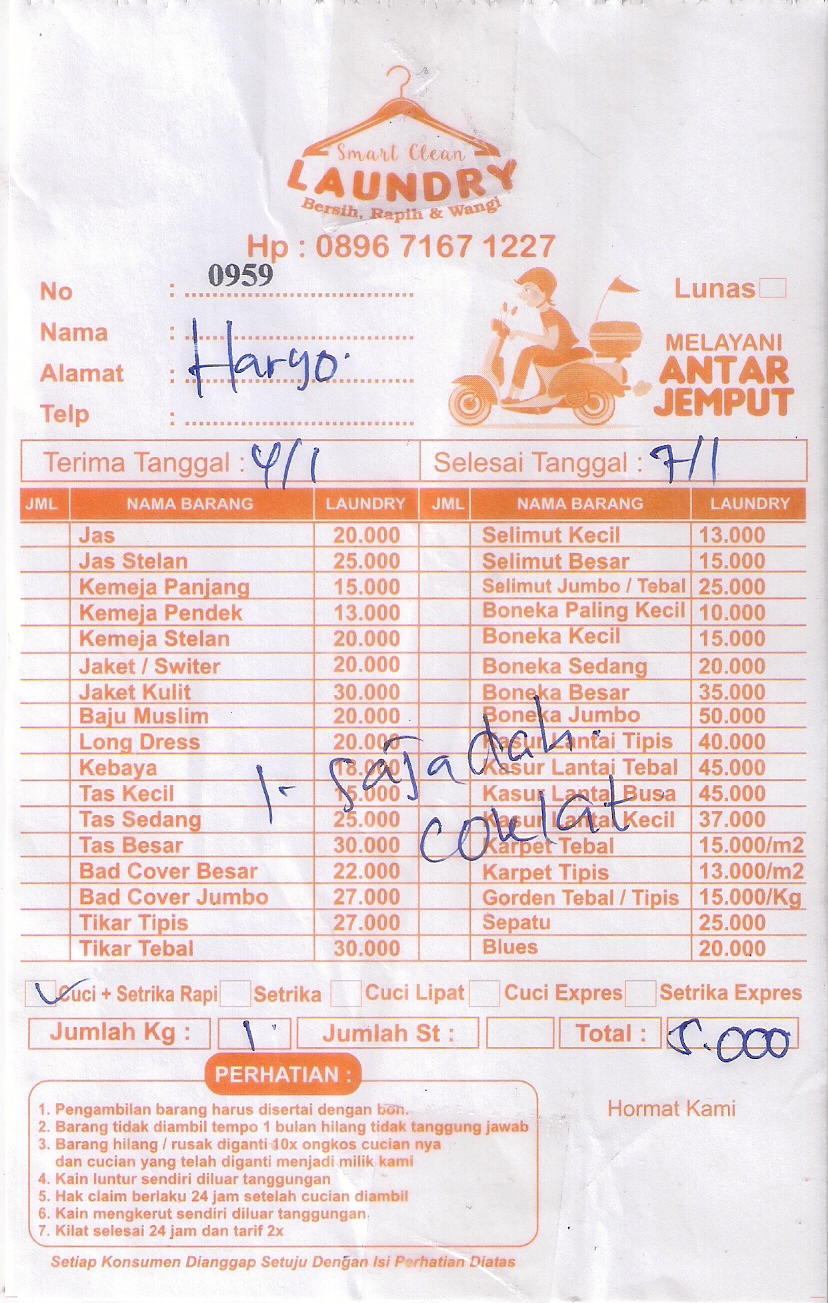 Smart Clean
LAUNDRY
Bersih, Rapih & Wangi
Hp : 0896 7167 1227
No : 0959
Lunas
Nama :
Alamat : Haryo.
Telp :
MELAYANI
ANTAR
JEMPUT
Terima Tanggal : 4/1 Selesai Tanggal : 7/1
JML NAMA BARANG LAUNDRY JML NAMA BARANG LAUNDRY
Jas 20.000 Selimut Kecil 13.000
Jas Stelan 25.000 Selimut Besar 15.000
Kemeja Panjang 15.000 Selimut Jumbo / Tebal 25.000
Kemeja Pendek 13.000 Boneka Paling Kecil 10.000
Kemeja Stelan 20.000 Boneka Kecil 15.000
Jaket / Switer 20.000 Boneka Sedang 20.000
Jaket Kulit 30.000 Boneka Besar 35.000
Baju Muslim 20.000 Boneka Jumbo 50.000
Long Dress 20.000 Kasur Lantai Tipis 40.000
Kebaya Kasur Lantai Tebal 45.000
Tas Kecil Kasur Lantai Busa 45.000
Tas Sedang 25.000 Kasur Lantai Kecil 37.000
Tas Besar 30.000 Karpet Tebal 15.000/m2
Bad Cover Besar 22.000 Karpet Tipis 13.000/m2
Bad Cover Jumbo 27.000 Gorden Tebal / Tipis 15.000/Kg
Tikar Tipis 27.000 Sepatu 25.000
Tikar Tebal 30.000 Blues 20.000
1- sajadah.
coklat
Cuci + Setrika Rapi Setrika Cuci Lipat Cuci Expres Setrika Expres
Jumlah Kg : 1. Jumlah St : Total : 5.000
PERHATIAN :
Hormat Kami
1. Pengambilan barang harus disertai dengan bon.
2. Barang tidak diambil tempo 1 bulan hilang tidak tanggung jawab
3. Barang hilang / rusak diganti 10x ongkos cucian nya
dan cucian yang telah diganti menjadi milik kami
4. Kain luntur sendiri diluar tanggungan
5. Hak claim berlaku 24 jam setelah cucian diambil
6. Kain mengkerut sendiri diluar tanggungan
7. Kilat selesai 24 jam dan tarif 2x
Setiap Konsumen Dianggap Setuju Dengan Isi Perhatian Diatas